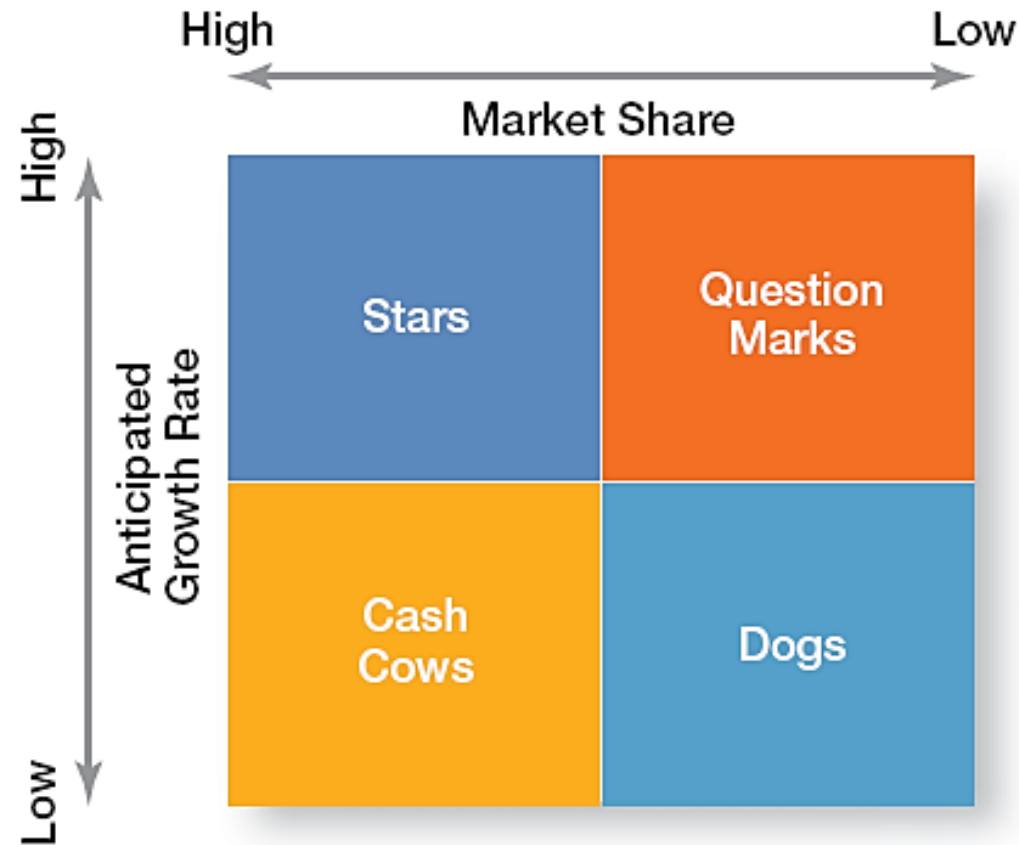 High
Low
Market Share
High
Anticipated
Growth Rate
Low
Stars
Question
Marks
Cash
Cows
Dogs